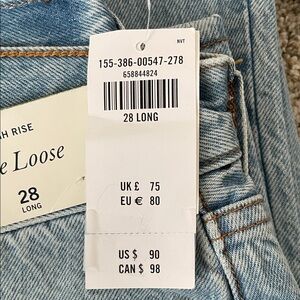 NVT
155-386-00547-278
658844824
28 LONG
UK £ 75
EU € 80
US $ 90
CAN $ 98
RISE
Loose
28
LONG